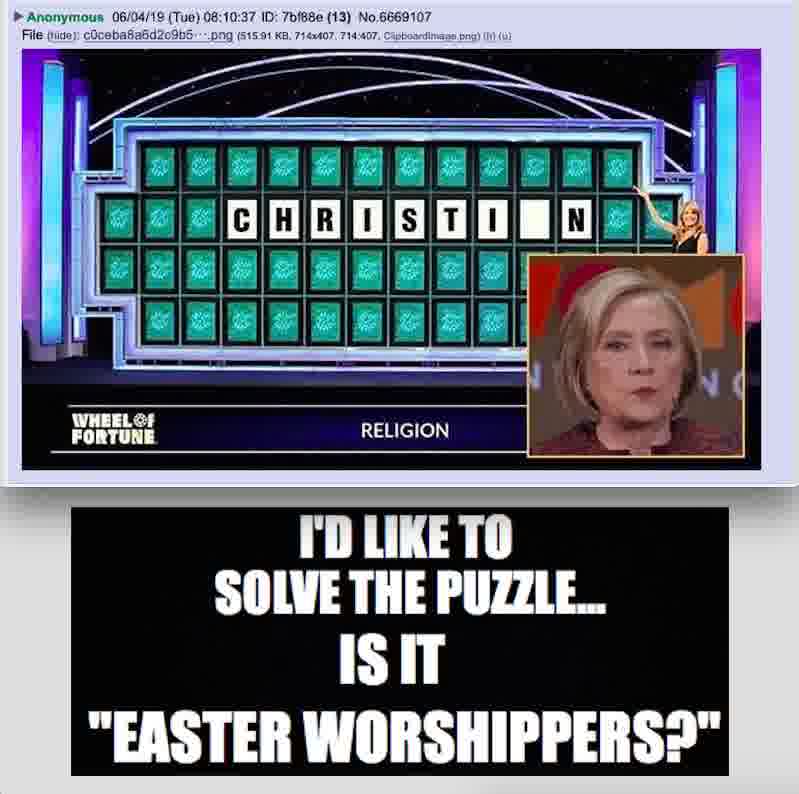 ▶ Anonymous 06/04/19 (Tue) 08:10:37 ID: 7bf88e (13) No.6669107
File (hide): c0ceba8a6d2c9b5⋯.png (515.91 KB, 714x407, 714:407, ClipboardImage.png) (h) (u)
CHRISTI N
WHEEL OF
FORTUNE
RELIGION
I'D LIKE TO
SOLVE THE PUZZLE...
IS IT
"EASTER WORSHIPPERS?"